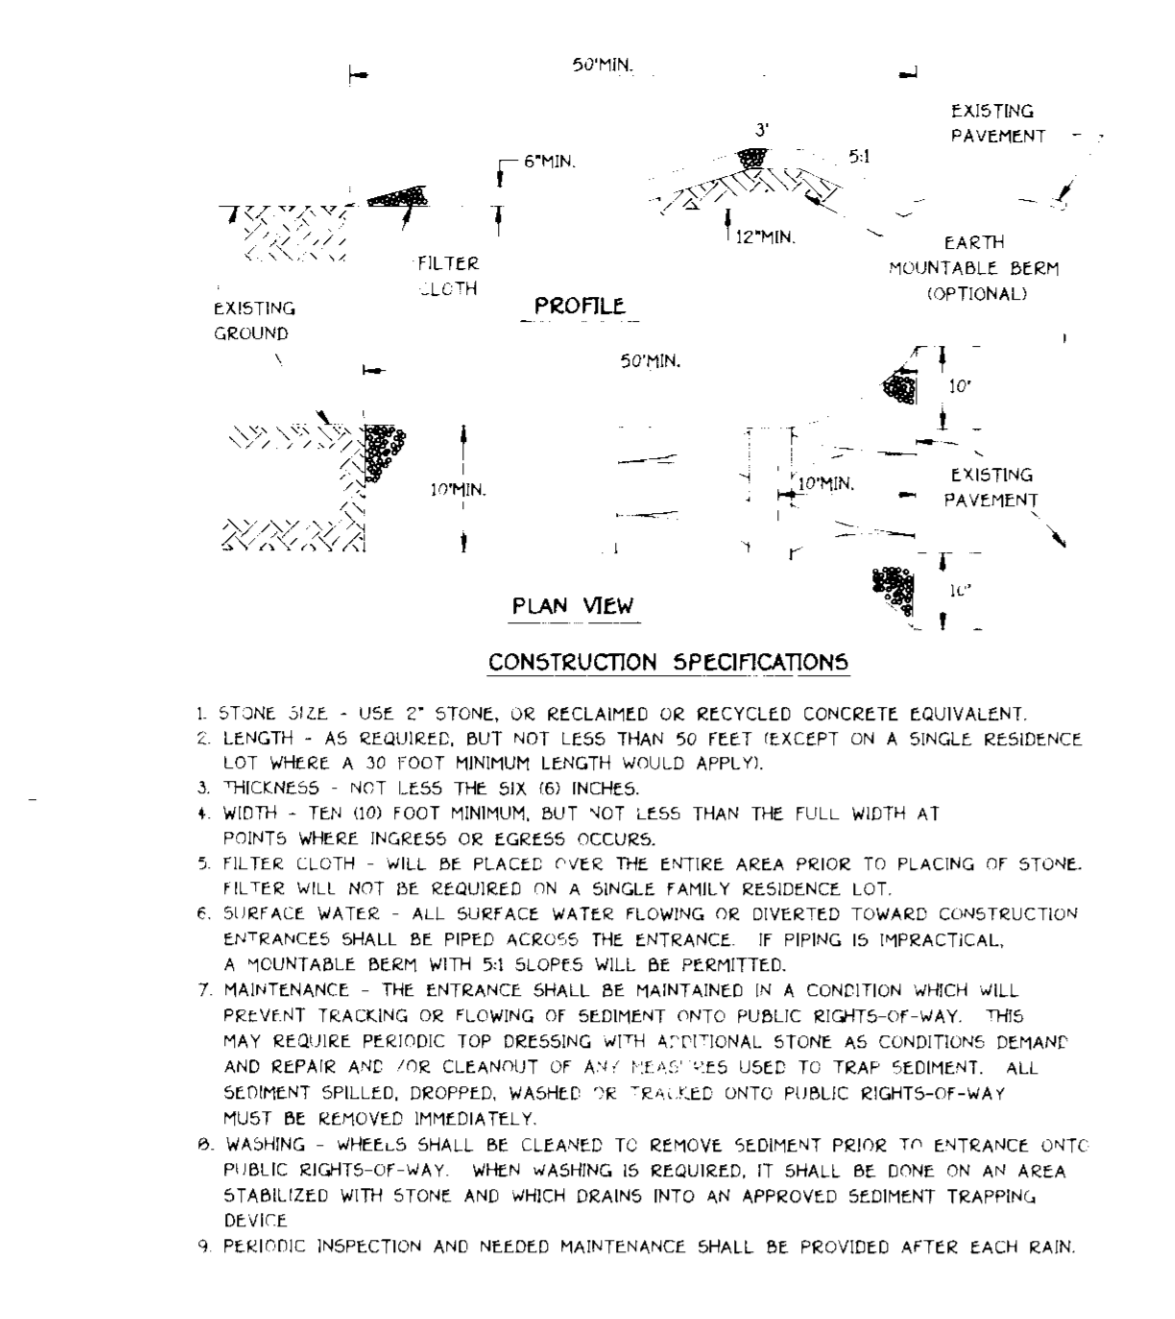 50'MIN.
EXISTING
PAVEMENT
3'
5:1
6"MIN.
12"MIN.
EARTH
MOUNTABLE BERM
(OPTIONAL)
FILTER
CLOTH
PROFILE
EXISTING
GROUND
50'MIN.
10'
10'MIN.
10'MIN.
EXISTING
PAVEMENT
10'
PLAN VIEW
CONSTRUCTION SPECIFICATIONS
1. STONE SIZE - USE 2" STONE, OR RECLAIMED OR RECYCLED CONCRETE EQUIVALENT.
2. LENGTH - AS REQUIRED, BUT NOT LESS THAN 50 FEET (EXCEPT ON A SINGLE RESIDENCE
LOT WHERE A 30 FOOT MINIMUM LENGTH WOULD APPLY).
3. THICKNESS - NOT LESS THE SIX (6) INCHES.
4. WIDTH - TEN (10) FOOT MINIMUM, BUT NOT LESS THAN THE FULL WIDTH AT
POINTS WHERE INGRESS OR EGRESS OCCURS.
5. FILTER CLOTH - WILL BE PLACED OVER THE ENTIRE AREA PRIOR TO PLACING OF STONE.
FILTER WILL NOT BE REQUIRED ON A SINGLE FAMILY RESIDENCE LOT.
6. SURFACE WATER - ALL SURFACE WATER FLOWING OR DIVERTED TOWARD CONSTRUCTION
ENTRANCES SHALL BE PIPED ACROSS THE ENTRANCE. IF PIPING IS IMPRACTICAL,
A MOUNTABLE BERM WITH 5:1 SLOPES WILL BE PERMITTED.
7. MAINTENANCE - THE ENTRANCE SHALL BE MAINTAINED IN A CONDITION WHICH WILL
PREVENT TRACKING OR FLOWING OF SEDIMENT ONTO PUBLIC RIGHTS-OF-WAY. THIS
MAY REQUIRE PERIODIC TOP DRESSING WITH ADDITIONAL STONE AS CONDITIONS DEMAND
AND REPAIR AND /OR CLEANOUT OF ANY MEASURES USED TO TRAP SEDIMENT. ALL
SEDIMENT SPILLED, DROPPED, WASHED OR TRACKED ONTO PUBLIC RIGHTS-OF-WAY
MUST BE REMOVED IMMEDIATELY.
8. WASHING - WHEELS SHALL BE CLEANED TO REMOVE SEDIMENT PRIOR TO ENTRANCE ONTO
PUBLIC RIGHTS-OF-WAY. WHEN WASHING IS REQUIRED, IT SHALL BE DONE ON AN AREA
STABILIZED WITH STONE AND WHICH DRAINS INTO AN APPROVED SEDIMENT TRAPPING
DEVICE
9. PERIODIC INSPECTION AND NEEDED MAINTENANCE SHALL BE PROVIDED AFTER EACH RAIN.